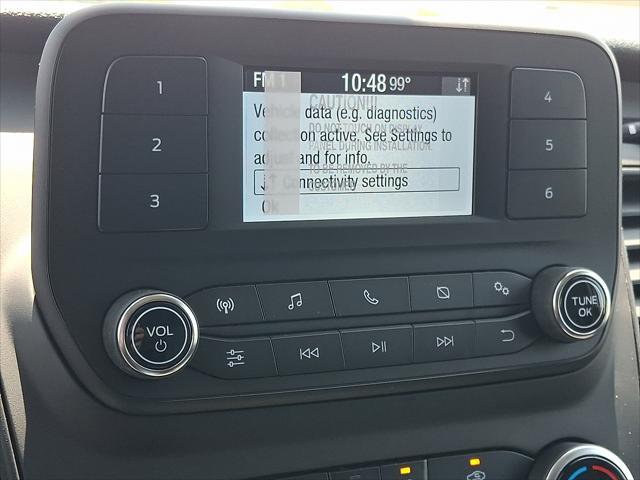 1
2
3
FM 1
10:48 99°
Vehicle data (e.g. diagnostics)
collection active. See Settings to
adjust and for info.
Connectivity settings
Ok
CAUTION!!!
DO NOT TOUCH ON DISPLAY
PANEL DURING INSTALLATION.
TO BE REMOVED BY THE
CUSTOMER
4
5
6
VOL
TUNE
OK